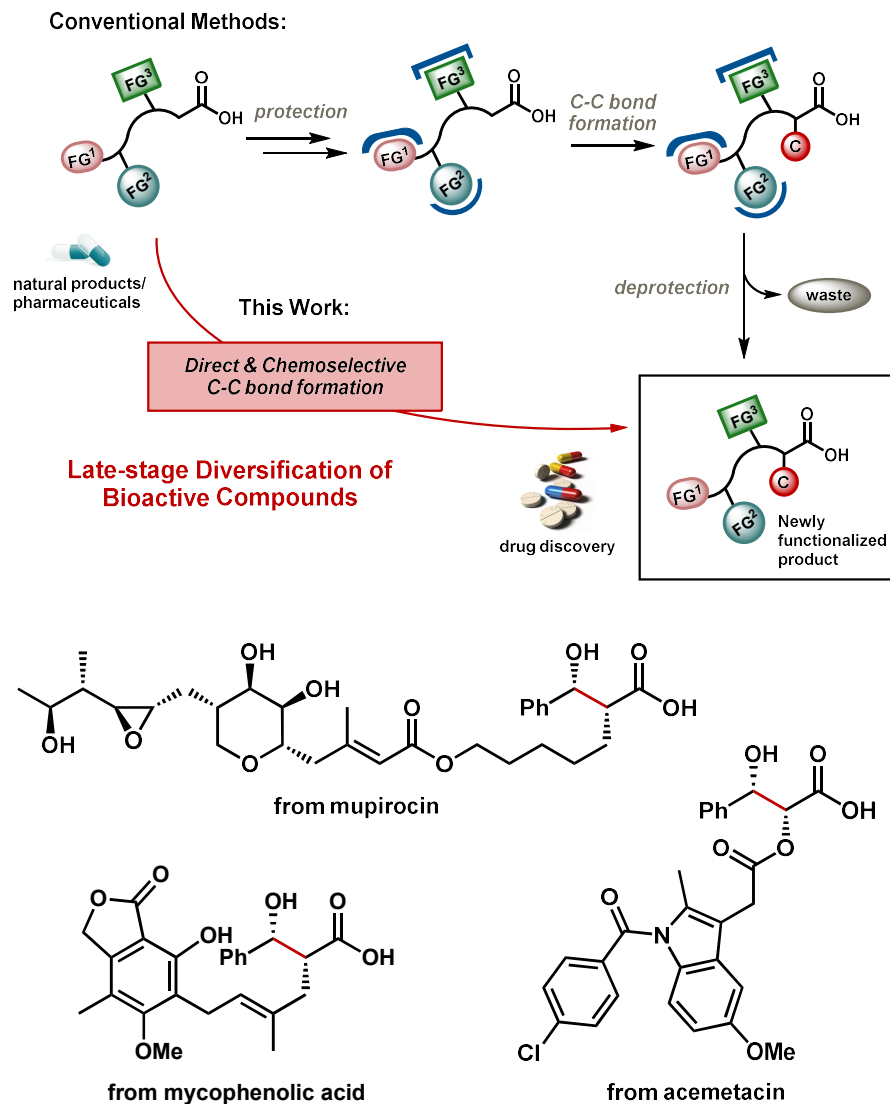 Conventional Methods:
FG³
O
OH
FG¹
FG²
protection
FG³
O
OH
FG¹
FG²
C-C bond
formation
FG³
O
OH
FG¹
C
FG²
natural products/
pharmaceuticals
deprotection
waste
This Work:
Direct & Chemoselective
C-C bond formation
Late-stage Diversification of
Bioactive Compounds
drug discovery
FG³
O
OH
FG¹
C
FG²
Newly
functionalized
product
OH
OH
OH
O
O
O
O
OH
Ph
O
OH
from mupirocin
O
O
OH
OH
Ph
O
OH
OMe
from mycophenolic acid
OH
Ph
O
OH
O
O
O
N
Cl
OMe
from acemetacin